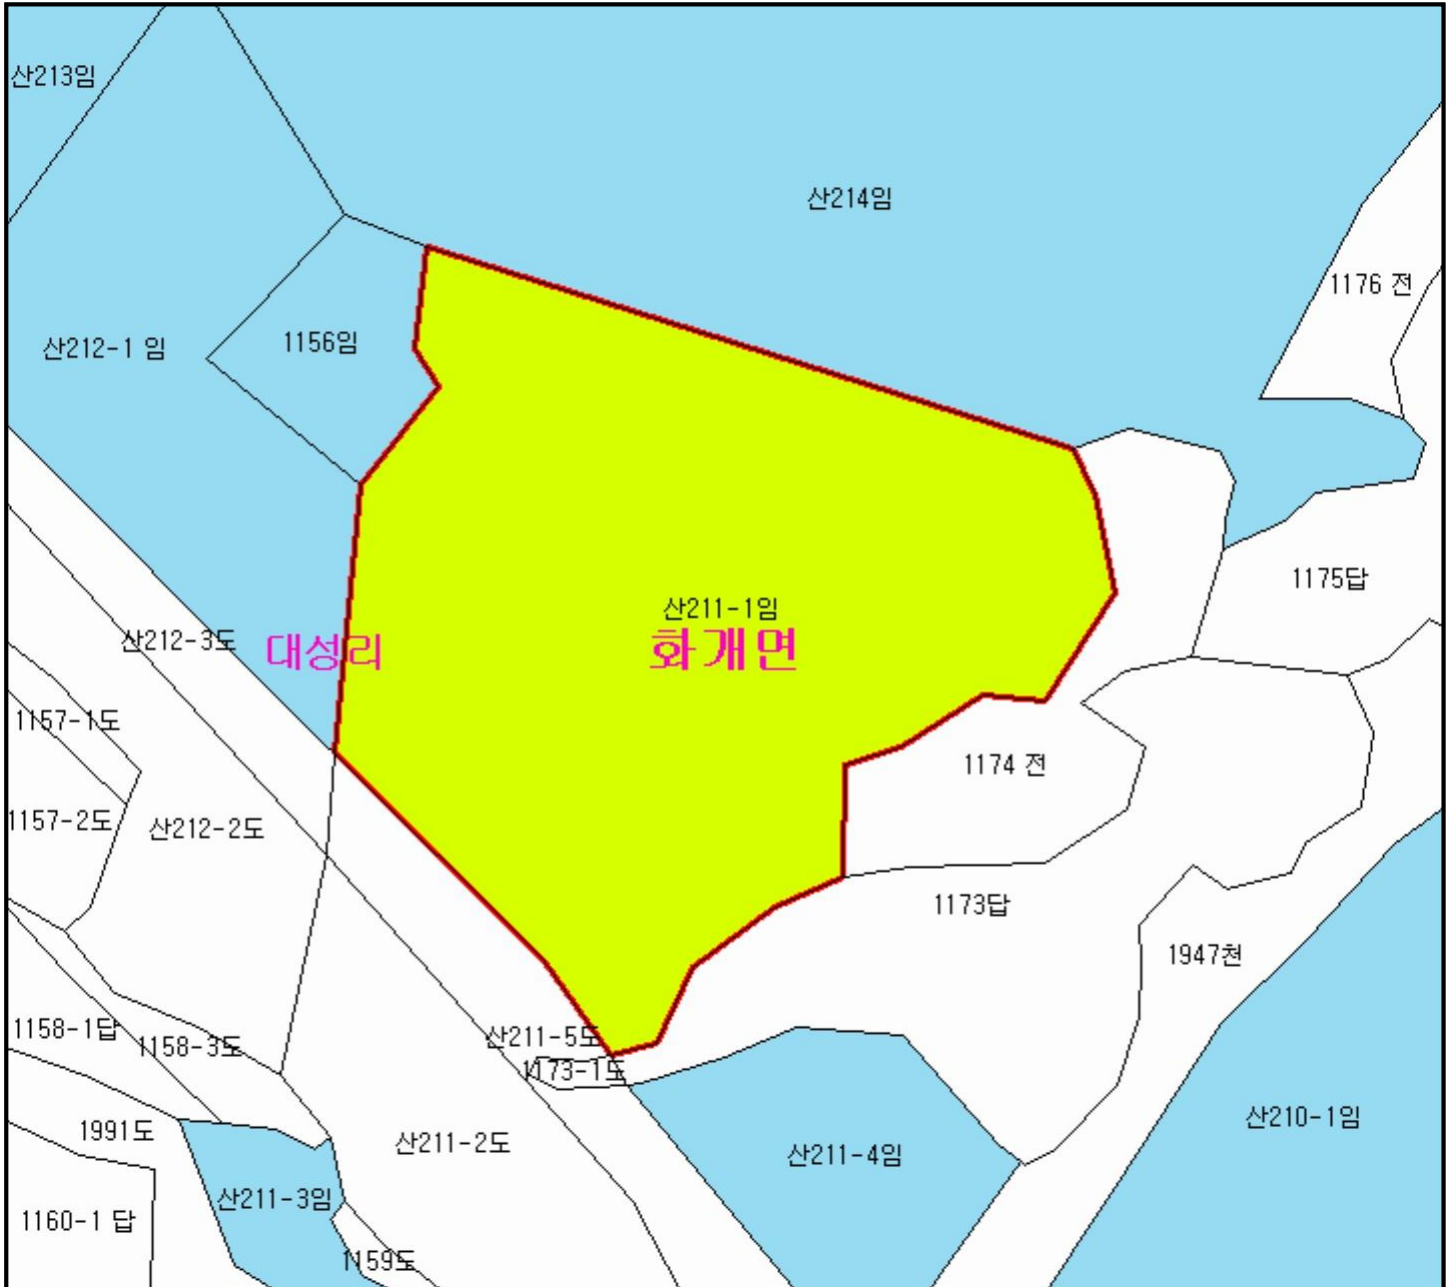 산213임
산214임
1176 전
산212-1 임
1156임
1175답
산211-1임
산212-3도
대성리
화개면
1157-1도
1174 전
1157-2도
산212-2도
1173답
1947천
1158-1답
1158-3도
산211-5도
1173-1도
1991도
산211-2도
산211-4임
산210-1임
산211-3임
1160-1 답
1159도